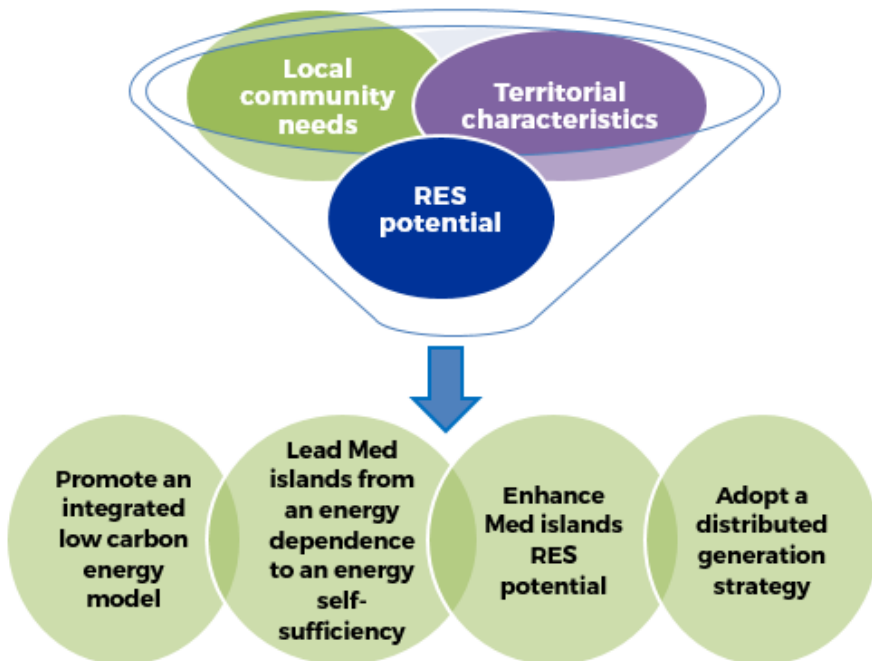 Local
community
needs
Territorial
characteristics
RES
potential
Promote an
integrated
low carbon
energy
model
Lead Med
islands from
an energy
dependence
to an energy
self-
sufficiency
Enhance
Med islands
RES
potential
Adopt a
distributed
generation
strategy